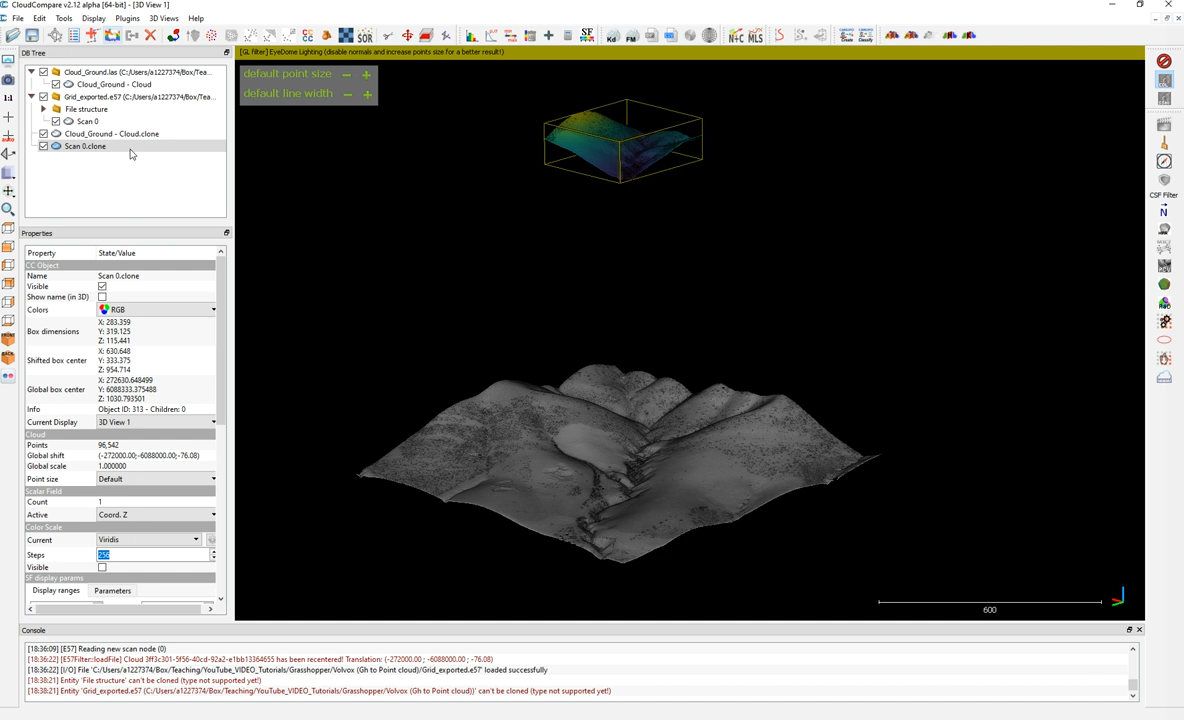 CloudCompare v2.12 alpha [64-bit] - [3D View 1]
File Edit Tools Display Plugins 3D Views Help
1:1
auto
SOR
SF
Kd
FM
N+C
MLS
DB Tree
Cloud_Ground.las (C:/Users/a1227374/Box/Tea...
Cloud_Ground - Cloud
Grid_exported.e57 (C:/Users/a1227374/Box/Tea...
File structure
Scan 0
Cloud_Ground - Cloud.clone
Scan 0.clone
[GL filter] EyeDome Lighting (disable normals and increase points size for a better result!)
default point size − +
default line width − +
FRONT
BACK
CSF Filter
N
Properties
Property State/Value
CC Object
Name Scan 0.clone
Visible
Show name (in 3D)
Colors RGB
Box dimensions X: 283.359
Y: 319.125
Z: 115.441
Shifted box center X: 630.648
Y: 333.375
Z: 954.714
Global box center X: 272630.648499
Y: 6088333.375488
Z: 1030.793501
Info Object ID: 313 - Children: 0
Current Display 3D View 1
Cloud
Points 96,542
Global shift (-272000.00;-6088000.00;-76.08)
Global scale 1.000000
Point size Default
Scalar Field
Count 1
Active Coord. Z
Color Scale
Current Viridis
Steps 256
Visible
SF display params
Display ranges Parameters
600
Console
[18:36:09] [E57] Reading new scan node (0)
[18:36:22] [E57Filter::loadFile] Cloud 3ff3c301-5f56-40cd-92a2-e1bb13364655 has been recentered! Translation: (-272000.00 ; -6088000.00 ; -76.08)
[18:36:22] [I/O] File 'C:/Users/a1227374/Box/Teaching/YouTube_VIDEO_Tutorials/Grasshopper/Volvox (Gh to Point cloud)/Grid_exported.e57' loaded successfully
[18:38:21] Entity 'File structure' can't be cloned (type not supported yet!)
[18:38:21] Entity 'Grid_exported.e57 (C:/Users/a1227374/Box/Teaching/YouTube_VIDEO_Tutorials/Grasshopper/Volvox (Gh to Point cloud))' can't be cloned (type not supported yet!)